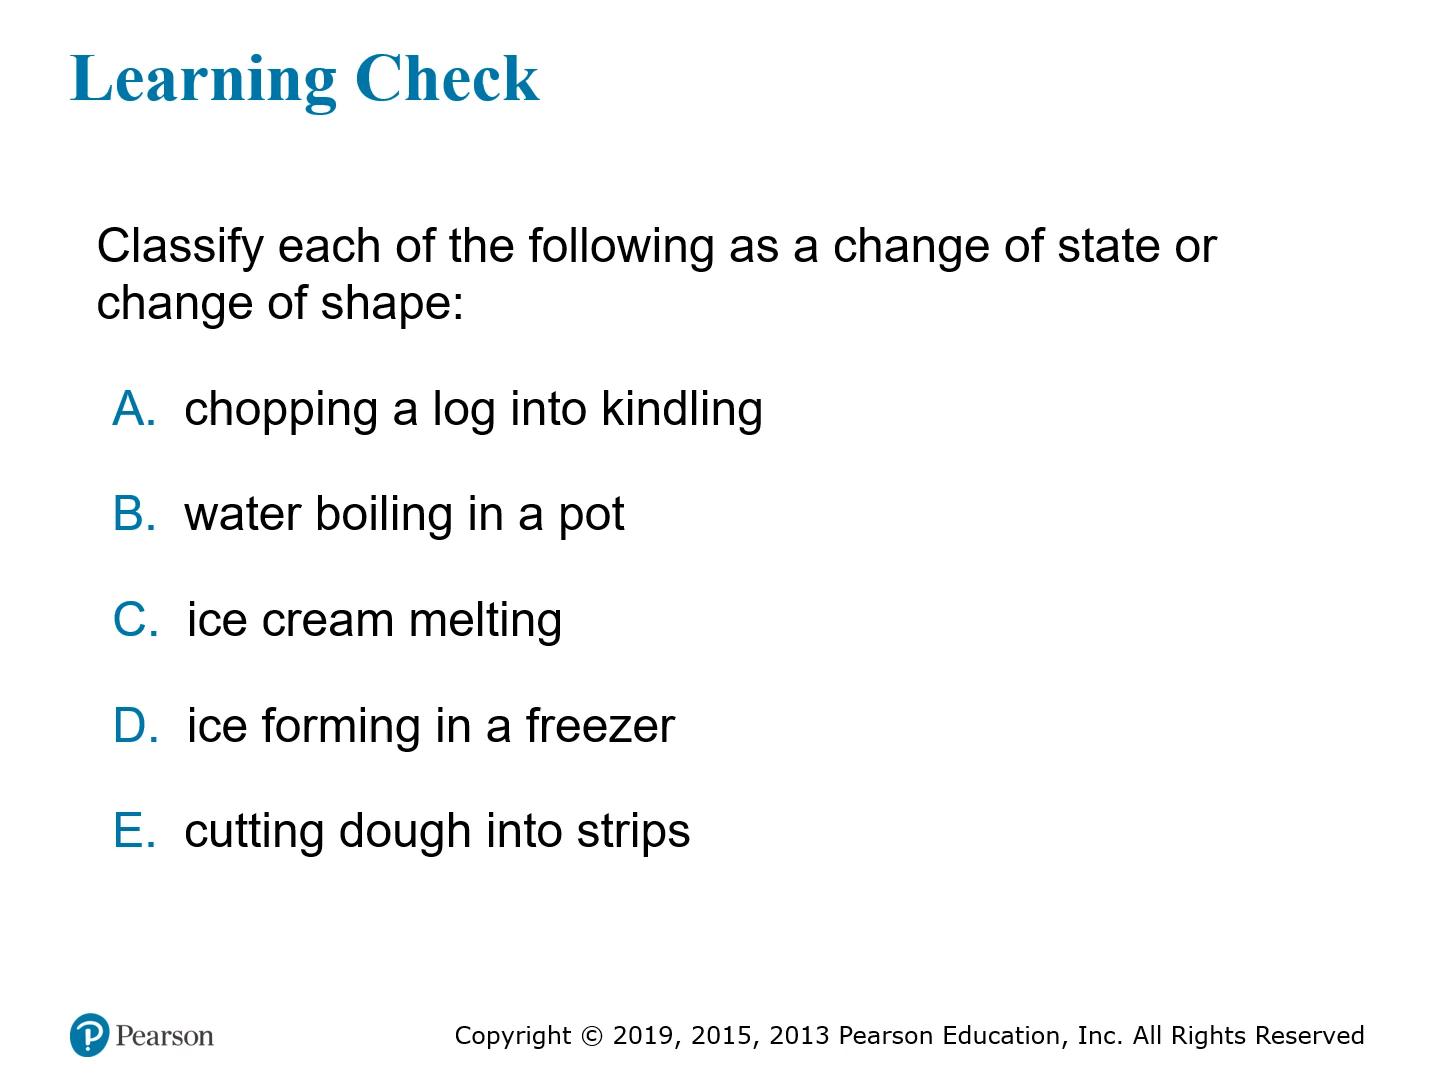 Learning Check
Classify each of the following as a change of state or
change of shape:
A. chopping a log into kindling
B. water boiling in a pot
C. ice cream melting
D. ice forming in a freezer
E. cutting dough into strips
Pearson
Copyright © 2019, 2015, 2013 Pearson Education, Inc. All Rights Reserved